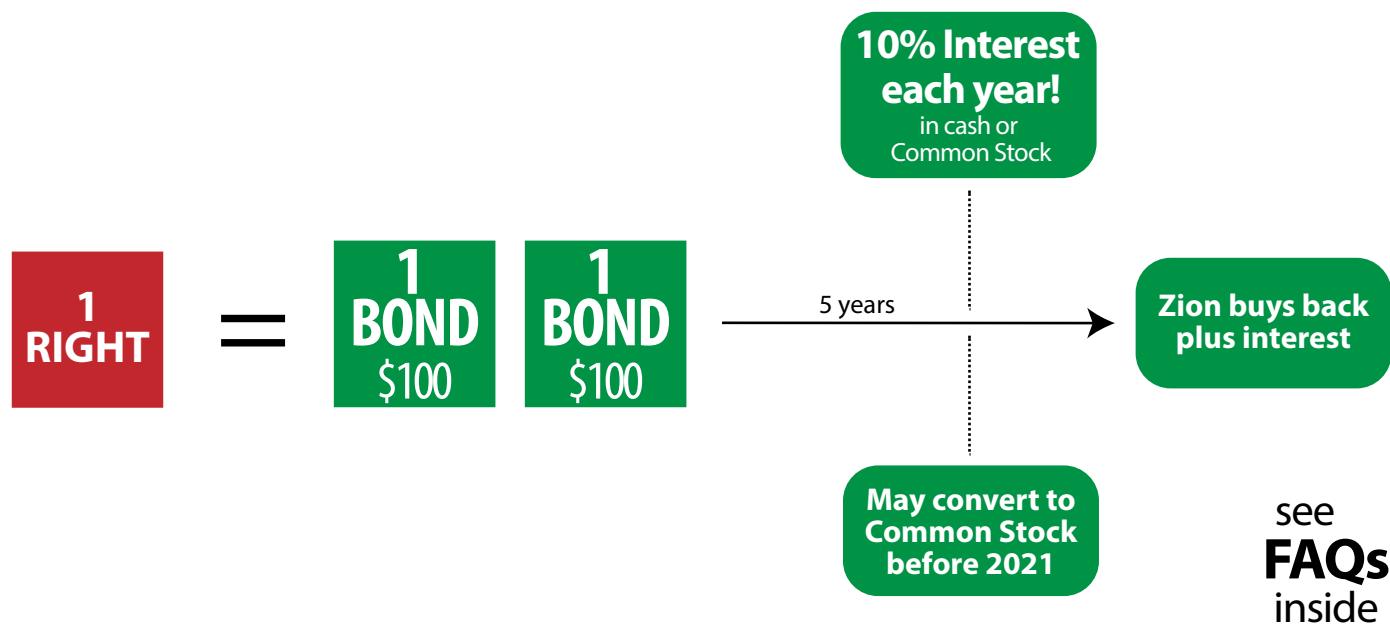 10% Interest
each year!
in cash or
Common Stock
1
RIGHT
=
1
BOND
$100
1
BOND
$100
5 years
Zion buys back
plus interest
May convert to
Common Stock
before 2021
see
FAQs
inside